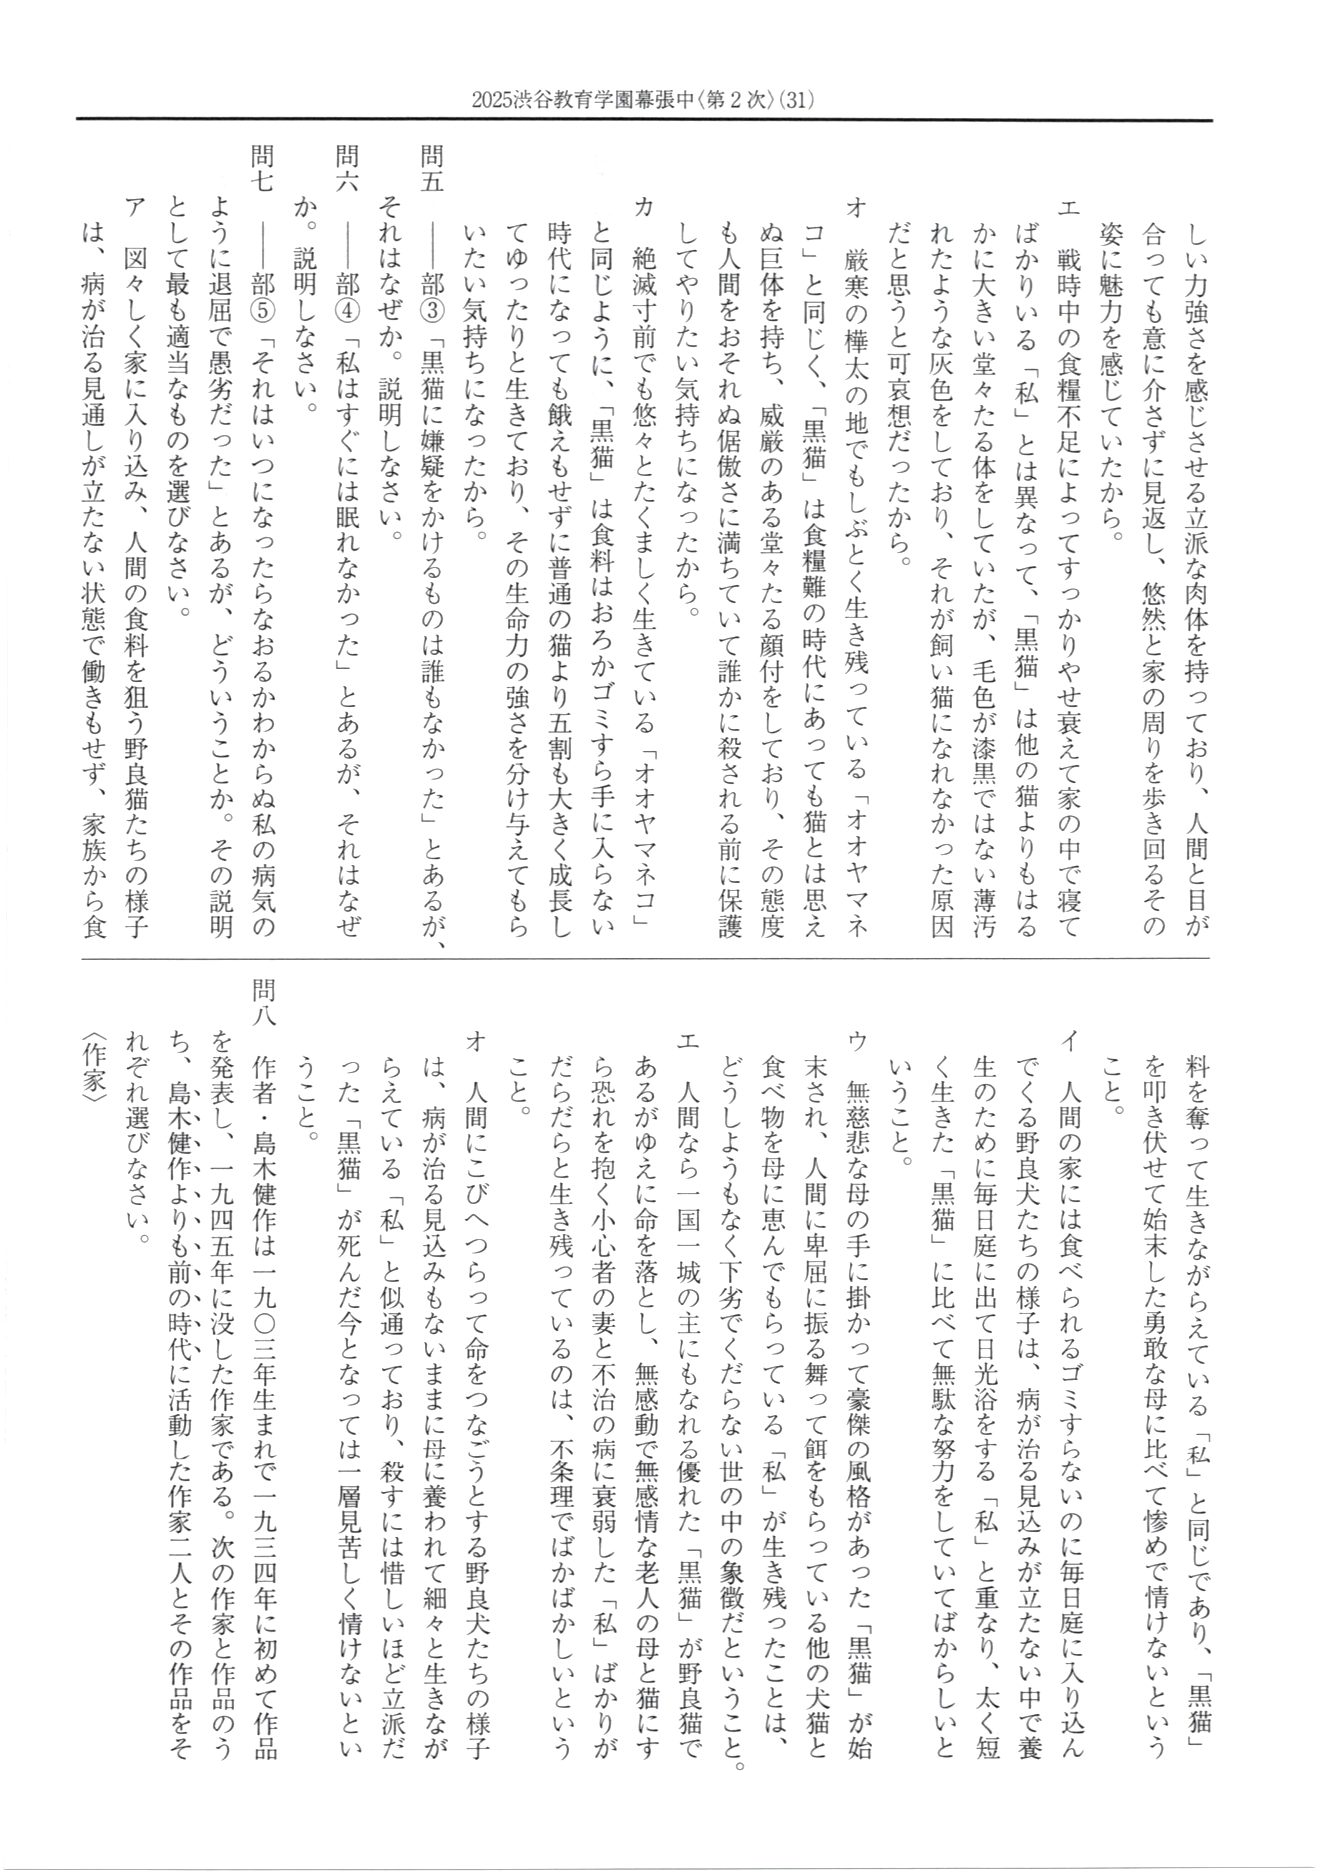 2025渋谷教育学園幕張中〈第2次〉(31)
しい力強さを感じさせる立派な肉体を持っており、人間と目が
合っても意に介さずに見返し、悠然と家の周りを歩き回るその
姿に魅力を感じていたから。
エ　戦時中の食糧不足によってすっかりやせ衰えて家の中で寝て
ばかりいる「私」とは異なって、「黒猫」は他の猫よりもはる
かに大きい堂々たる体をしていたが、毛色が漆黒ではない薄汚
れたような灰色をしており、それが飼い猫になれなかった原因
だと思うと可哀想だったから。
オ　厳寒の樺太の地でもしぶとく生き残っている「オオヤマネ
コ」と同じく、「黒猫」は食糧難の時代にあっても猫とは思え
ぬ巨体を持ち、威厳のある堂々たる顔付をしており、その態度
も人間をおそれぬ倨傲さに満ちていて誰かに殺される前に保護
してやりたい気持ちになったから。
カ　絶滅寸前でも悠々とたくましく生きている「オオヤマネコ」
と同じように、「黒猫」は食料はおろかゴミすら手に入らない
時代になっても餓えもせずに普通の猫より五割も大きく成長し
てゆったりと生きており、その生命力の強さを分け与えてもら
いたい気持ちになったから。
問五　――部③「黒猫に嫌疑をかけるものは誰もなかった」とあるが、
それはなぜか。説明しなさい。
問六　――部④「私はすぐには眠れなかった」とあるが、それはなぜ
か。説明しなさい。
問七　――部⑤「それはいつになったらなおるかわからぬ私の病気の
ように退屈で愚劣だった」とあるが、どういうことか。その説明
として最も適当なものを選びなさい。
ア　図々しく家に入り込み、人間の食料を狙う野良猫たちの様子
は、病が治る見通しが立たない状態で働きもせず、家族から食
料を奪って生きながらえている「私」と同じであり、「黒猫」
を叩き伏せて始末した勇敢な母に比べて惨めで情けないという
こと。
イ　人間の家には食べられるゴミすらないのに毎日庭に入り込ん
でくる野良犬たちの様子は、病が治る見込みが立たない中で養
生のために毎日庭に出て日光浴をする「私」と重なり、太く短
く生きた「黒猫」に比べて無駄な努力をしていてばからしいと
いうこと。
ウ　無慈悲な母の手に掛かって豪傑の風格があった「黒猫」が始
末され、人間に卑屈に振る舞って餌をもらっている他の犬猫と
食べ物を母に恵んでもらっている「私」が生き残ったことは、
どうしようもなく下劣でくだらない世の中の象徴だということ。
エ　人間なら一国一城の主にもなれる優れた「黒猫」が野良猫で
あるがゆえに命を落とし、無感動で無感情な老人の母と猫にす
ら恐れを抱く小心者の妻と不治の病に衰弱した「私」ばかりが
だらだらと生き残っているのは、不条理でばかばかしいという
こと。
オ　人間にこびへつらって命をつなごうとする野良犬たちの様子
は、病が治る見込みもないままに母に養われて細々と生きなが
らえている「私」と似通っており、殺すには惜しいほど立派だ
った「黒猫」が死んだ今となっては一層見苦しく情けないとい
うこと。
問八　作者・島木健作は一九〇三年生まれで一九三四年に初めて作品
を発表し、一九四五年に没した作家である。次の作家と作品のう
ち、島木健作よりも前の時代に活動した作家二人とその作品をそ
れぞれ選びなさい。
〈作家〉